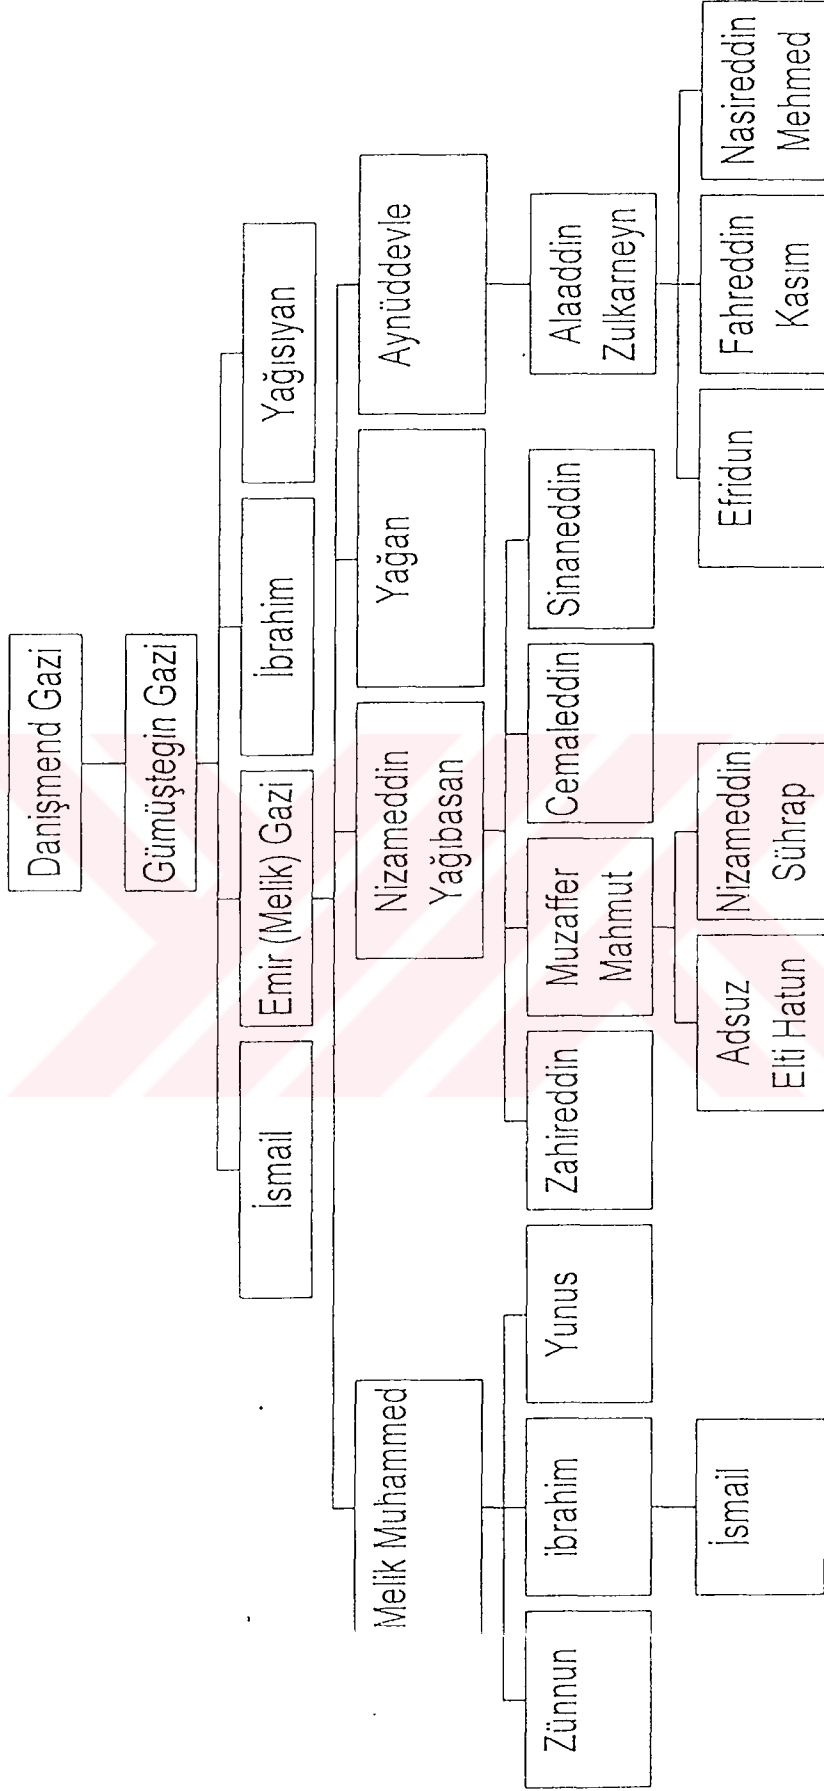 Danişmend Gazi
Gümüştegin Gazi
İsmail
Emir (Melik) Gazi
İbrahim
Yağısıyan
Melik Muhammed
Nizameddin
Yağıbasan
Yağan
Aynüddevle
Zünnun
ibrahim
Yunus
Zahireddin
Muzaffer
Mahmut
Cemaleddin
Sinaneddin
Alaaddin
Zulkarneyn
İsmail
Adsuz
Elti Hatun
Nizameddin
Sührap
Efridun
Fahreddin
Kasım
Nasireddin
Mehmed